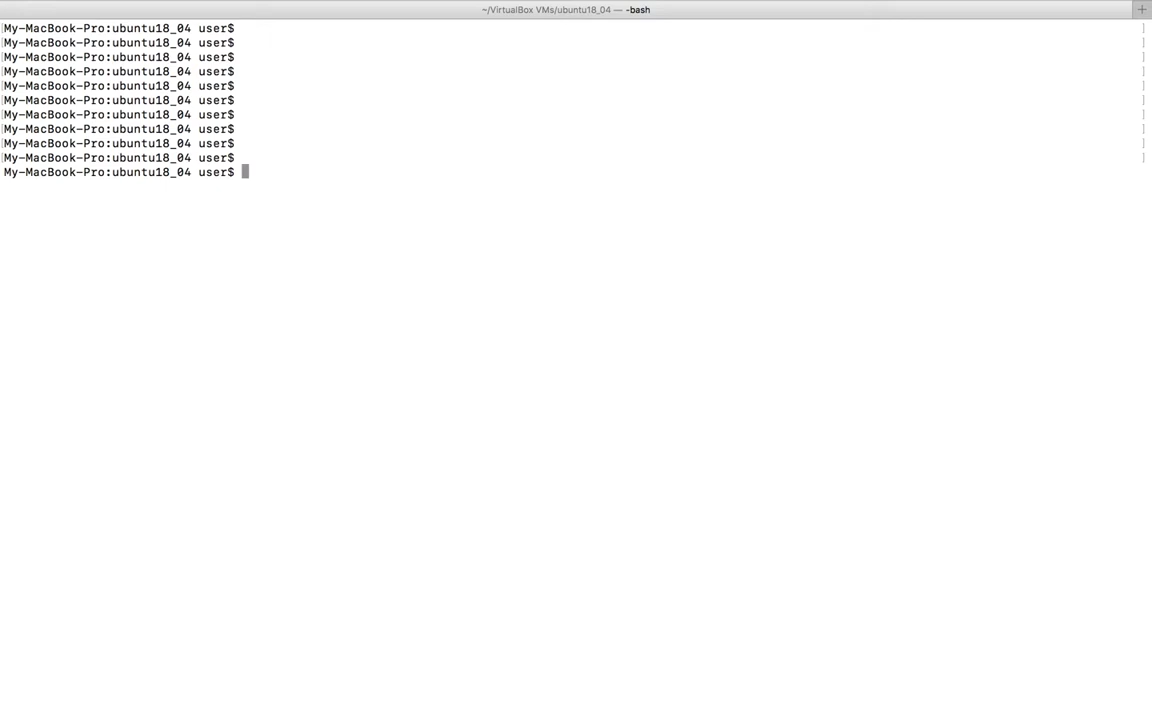 ~/VirtualBox VMs/ubuntu18_04 — -bash
[My-MacBook-Pro:ubuntu18_04 user$ ]
[My-MacBook-Pro:ubuntu18_04 user$ ]
[My-MacBook-Pro:ubuntu18_04 user$ ]
[My-MacBook-Pro:ubuntu18_04 user$ ]
[My-MacBook-Pro:ubuntu18_04 user$ ]
[My-MacBook-Pro:ubuntu18_04 user$ ]
[My-MacBook-Pro:ubuntu18_04 user$ ]
[My-MacBook-Pro:ubuntu18_04 user$ ]
[My-MacBook-Pro:ubuntu18_04 user$ ]
[My-MacBook-Pro:ubuntu18_04 user$ ]
My-MacBook-Pro:ubuntu18_04 user$